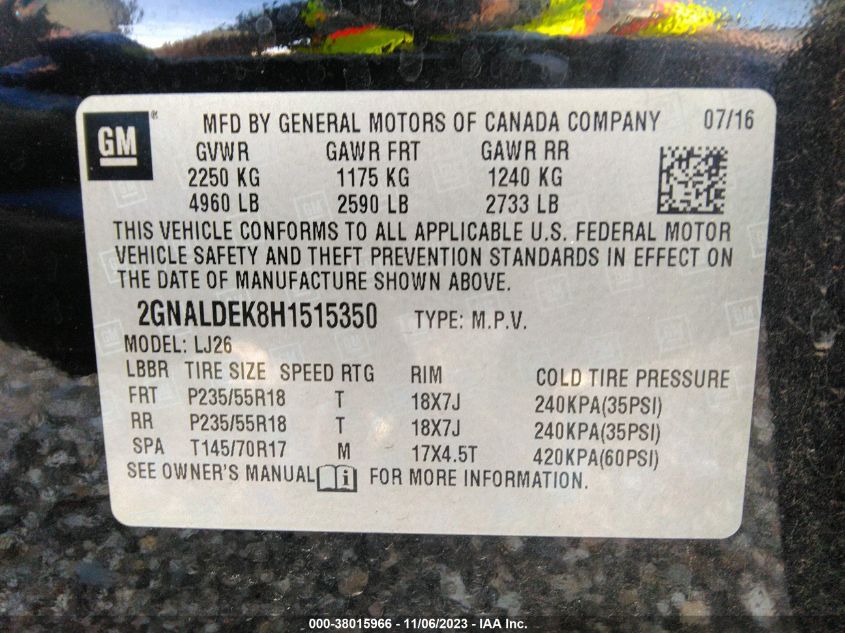 GM ® MFD BY GENERAL MOTORS OF CANADA COMPANY 07/16
GVWR GAWR FRT GAWR RR
2250 KG 1175 KG 1240 KG
4960 LB 2590 LB 2733 LB
THIS VEHICLE CONFORMS TO ALL APPLICABLE U.S. FEDERAL MOTOR
VEHICLE SAFETY AND THEFT PREVENTION STANDARDS IN EFFECT ON
THE DATE OF MANUFACTURE SHOWN ABOVE.
2GNALDEK8H1515350 TYPE: M.P.V.
MODEL: LJ26
LBBR TIRE SIZE SPEED RTG RIM COLD TIRE PRESSURE
FRT P235/55R18 T 18X7J 240KPA(35PSI)
RR P235/55R18 T 18X7J 240KPA(35PSI)
SPA T145/70R17 M 17X4.5T 420KPA(60PSI)
SEE OWNER'S MANUAL i FOR MORE INFORMATION.
000-38015966 - 11/06/2023 - IAA Inc.